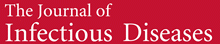 The Journal of
Infectious Diseases